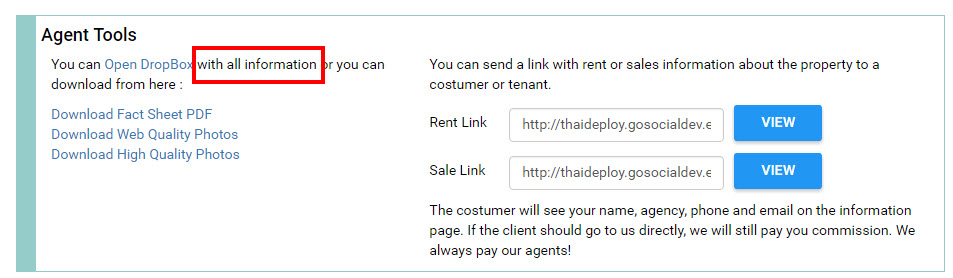 Agent Tools
You can Open DropBox with all information or you can
download from here :
Download Fact Sheet PDF
Download Web Quality Photos
Download High Quality Photos
You can send a link with rent or sales information about the property to a
costumer or tenant.
Rent Link http://thaideploy.gosocialdev.e VIEW
Sale Link http://thaideploy.gosocialdev.e VIEW
The costumer will see your name, agency, phone and email on the information
page. If the client should go to us directly, we will still pay you commission. We
always pay our agents!